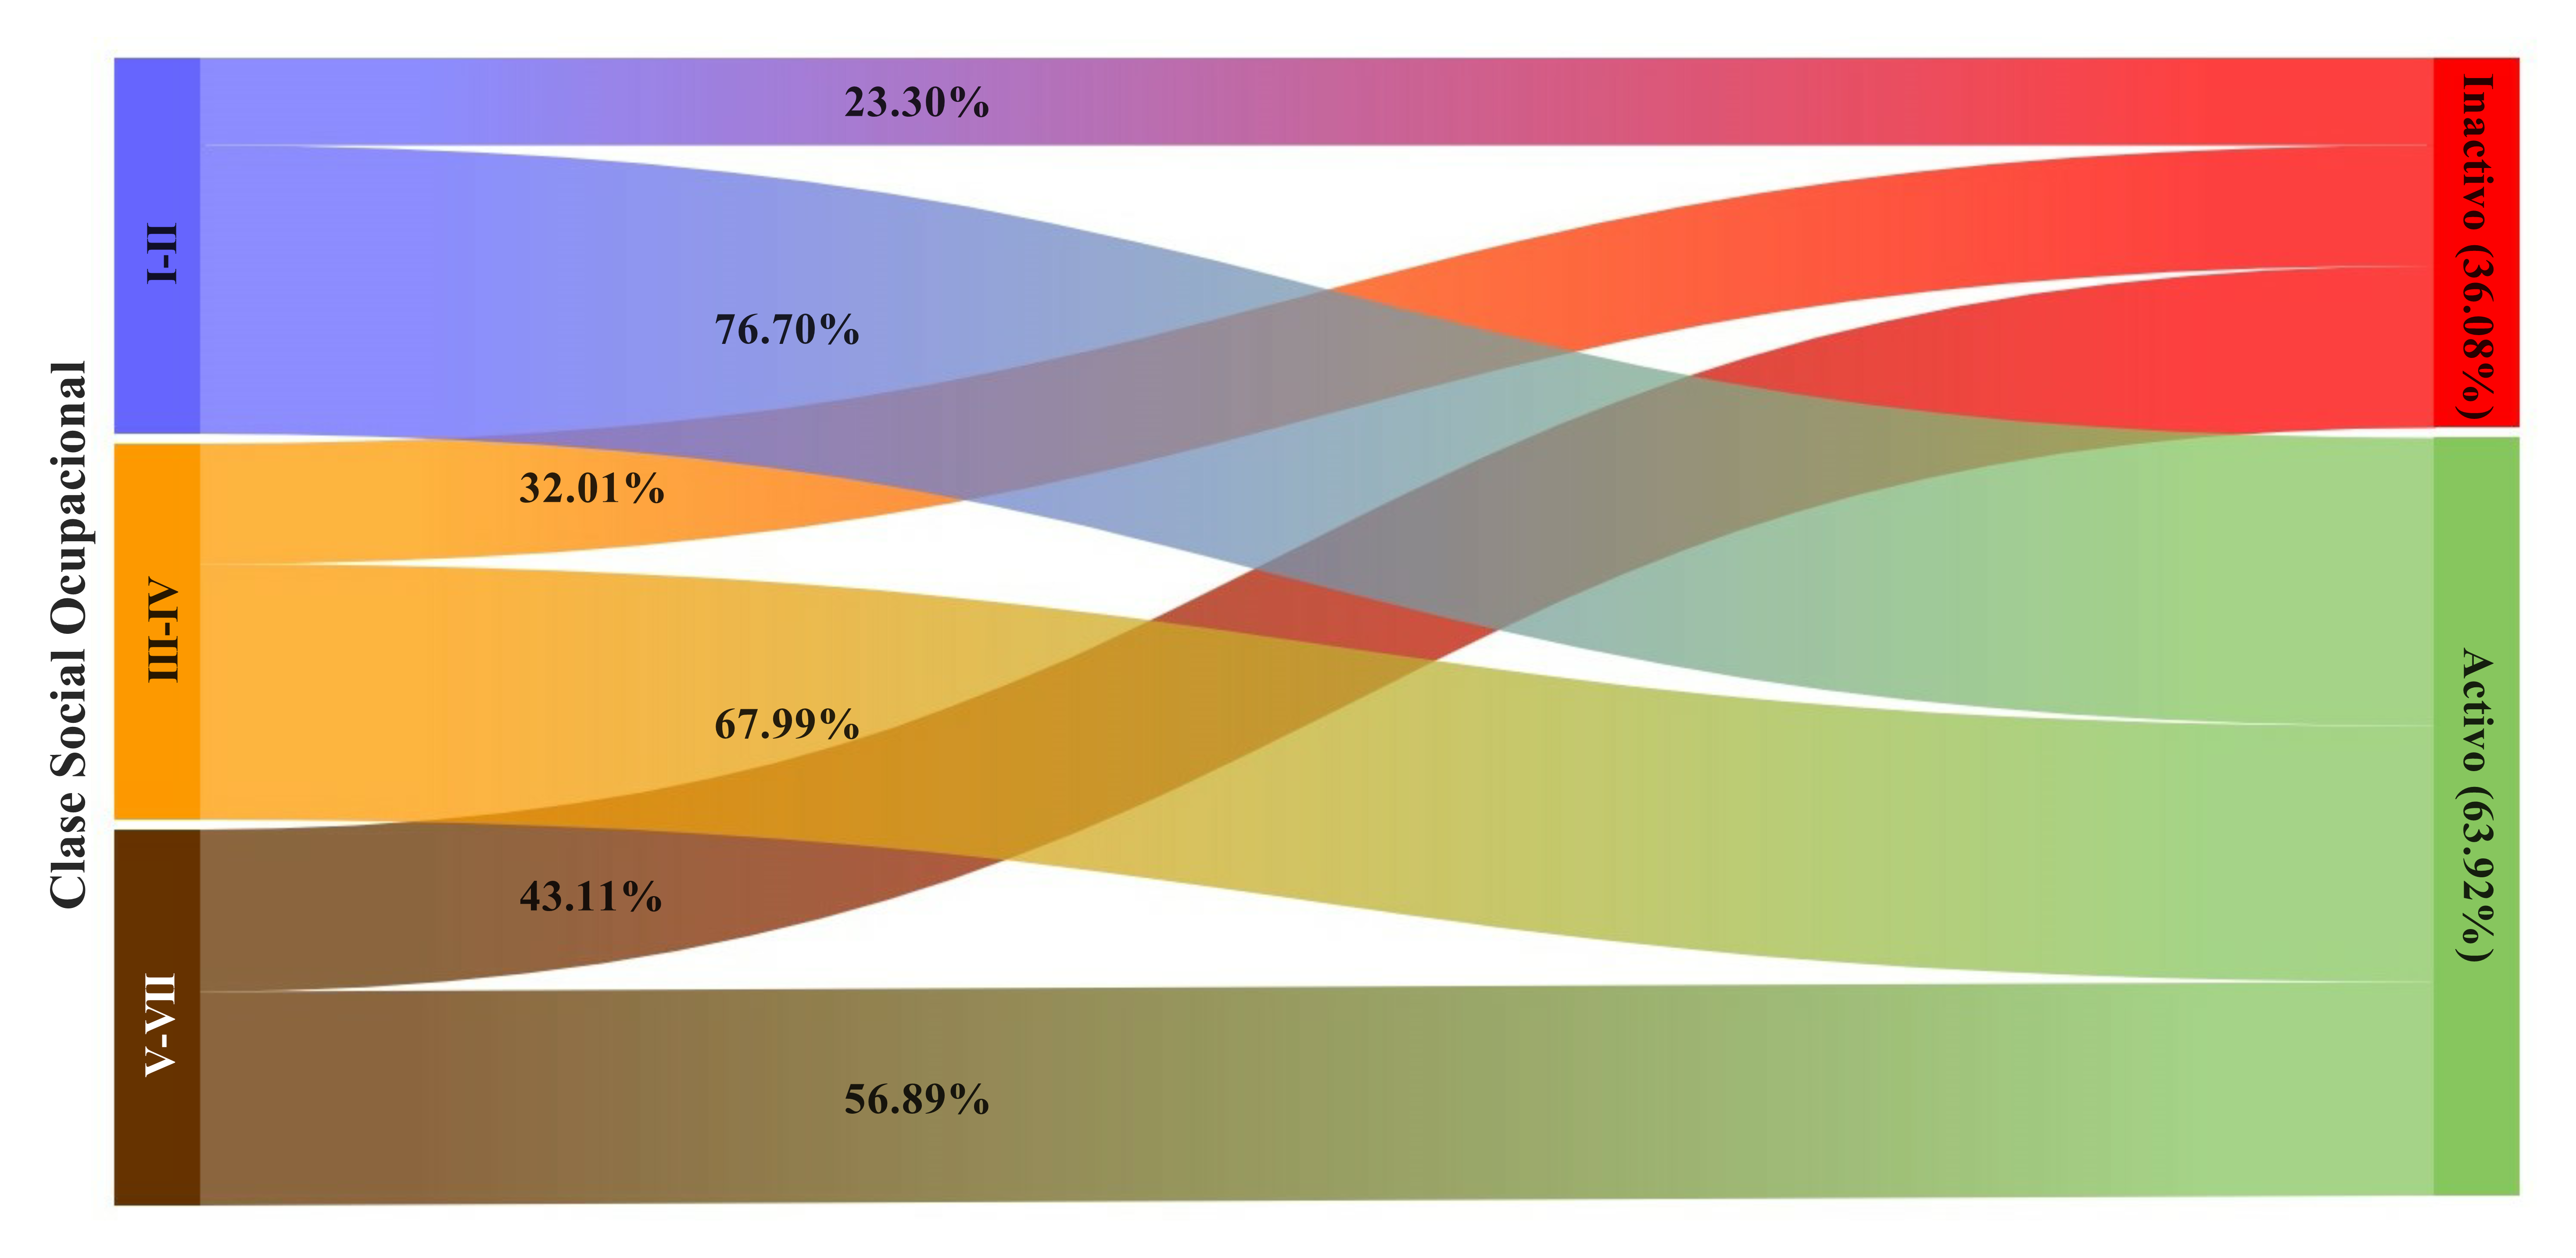 Clase Social Ocupacional
I-II
III-IV
V-VII
23.30%
76.70%
32.01%
67.99%
43.11%
56.89%
Inactivo (36.08%)
Activo (63.92%)